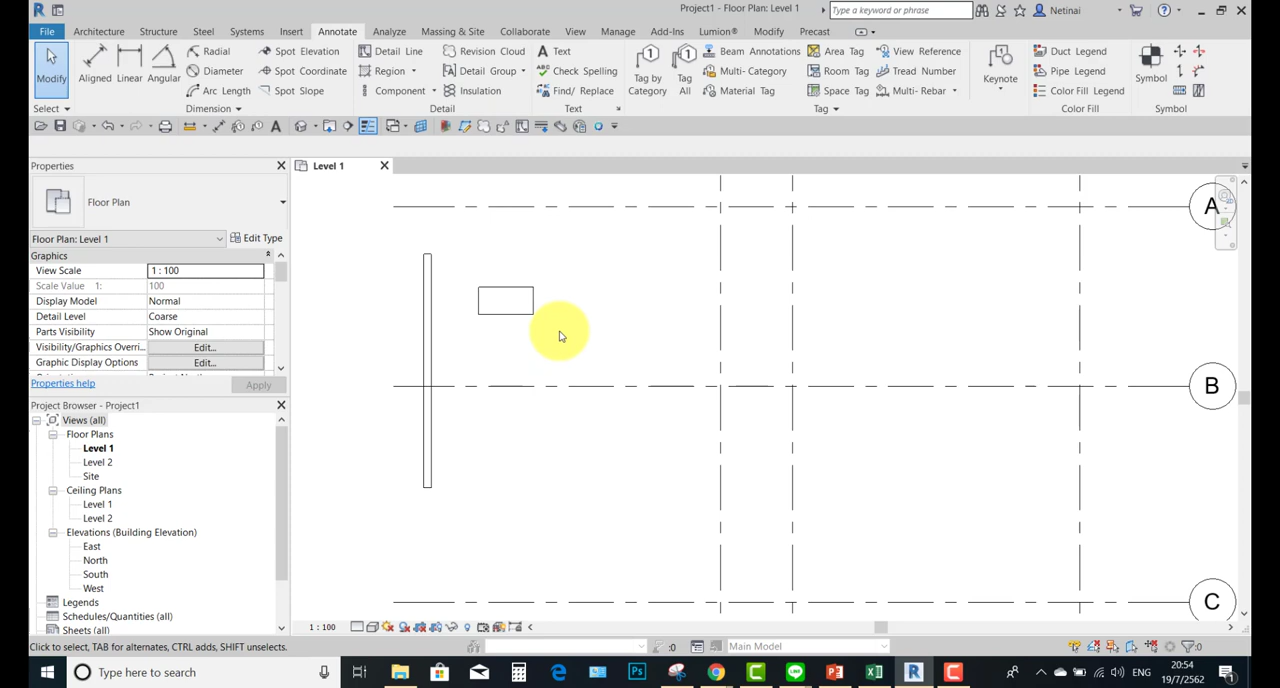 Project1 - Floor Plan: Level 1
Type a keyword or phrase
Netinai
File Architecture Structure Steel Systems Insert Annotate Analyze Massing & Site Collaborate View Manage Add-Ins Lumion® Modify Precast
Modify
Aligned Linear Angular
Radial
Diameter
Arc Length
Spot Elevation
Spot Coordinate
Spot Slope
Detail Line
Region
Component
Revision Cloud
Detail Group
Insulation
Text
Check Spelling
Find/ Replace
Tag by Category
Tag All
Beam Annotations
Multi- Category
Material Tag
Area Tag
Room Tag
Space Tag
View Reference
Tread Number
Multi- Rebar
Keynote
Duct Legend
Pipe Legend
Color Fill Legend
Symbol
Select Dimension Detail Text Tag Color Fill Symbol
Properties
Level 1
Floor Plan
Floor Plan: Level 1 Edit Type
Graphics
View Scale 1 : 100
Scale Value 1: 100
Display Model Normal
Detail Level Coarse
Parts Visibility Show Original
Visibility/Graphics Overri... Edit...
Graphic Display Options Edit...
Properties help Apply
Project Browser - Project1
Views (all)
Floor Plans
Level 1
Level 2
Site
Ceiling Plans
Level 1
Level 2
Elevations (Building Elevation)
East
North
South
West
Legends
Schedules/Quantities (all)
Sheets (all)
A
B
C
1 : 100
Click to select, TAB for alternates, CTRL adds, SHIFT unselects.
:0
Main Model
:0
Type here to search
ENG
20:54
19/7/2562